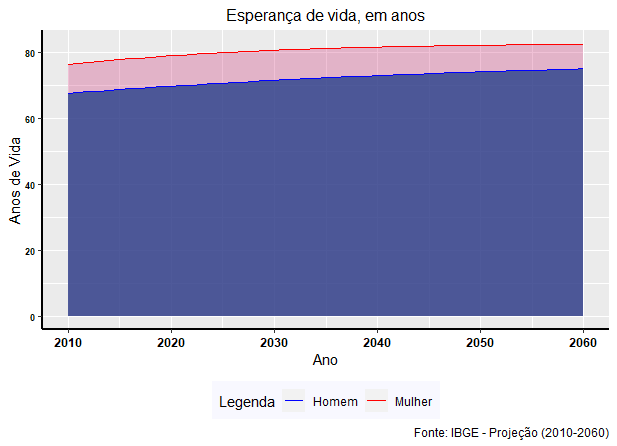 Esperança de vida, em anos
80
60
40
20
0
Anos de Vida
2010 2020 2030 2040 2050 2060
Ano
Legenda Homem Mulher
Fonte: IBGE - Projeção (2010-2060)